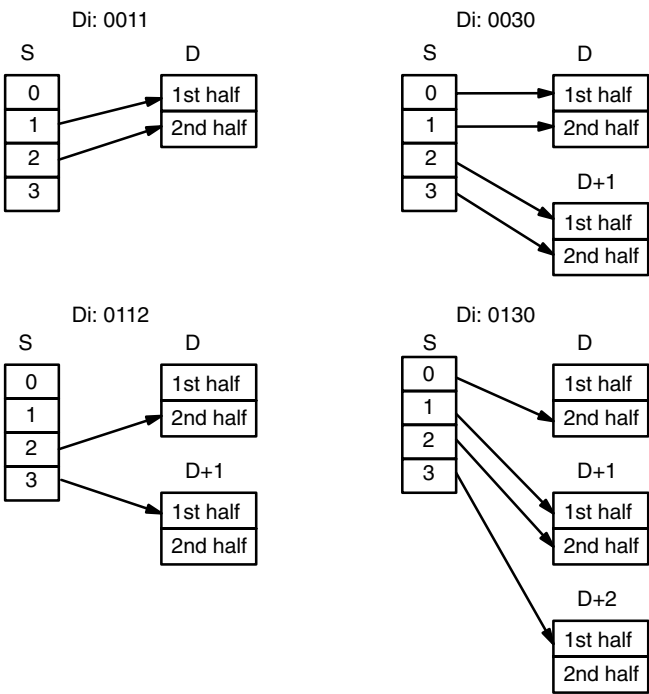 Di: 0011
S D
0
1
2
3
1st half
2nd half
Di: 0030
S D
0
1
2
3
1st half
2nd half
D+1
1st half
2nd half
Di: 0112
S D
0
1
2
3
1st half
2nd half
D+1
1st half
2nd half
Di: 0130
S D
0
1
2
3
1st half
2nd half
D+1
1st half
2nd half
D+2
1st half
2nd half